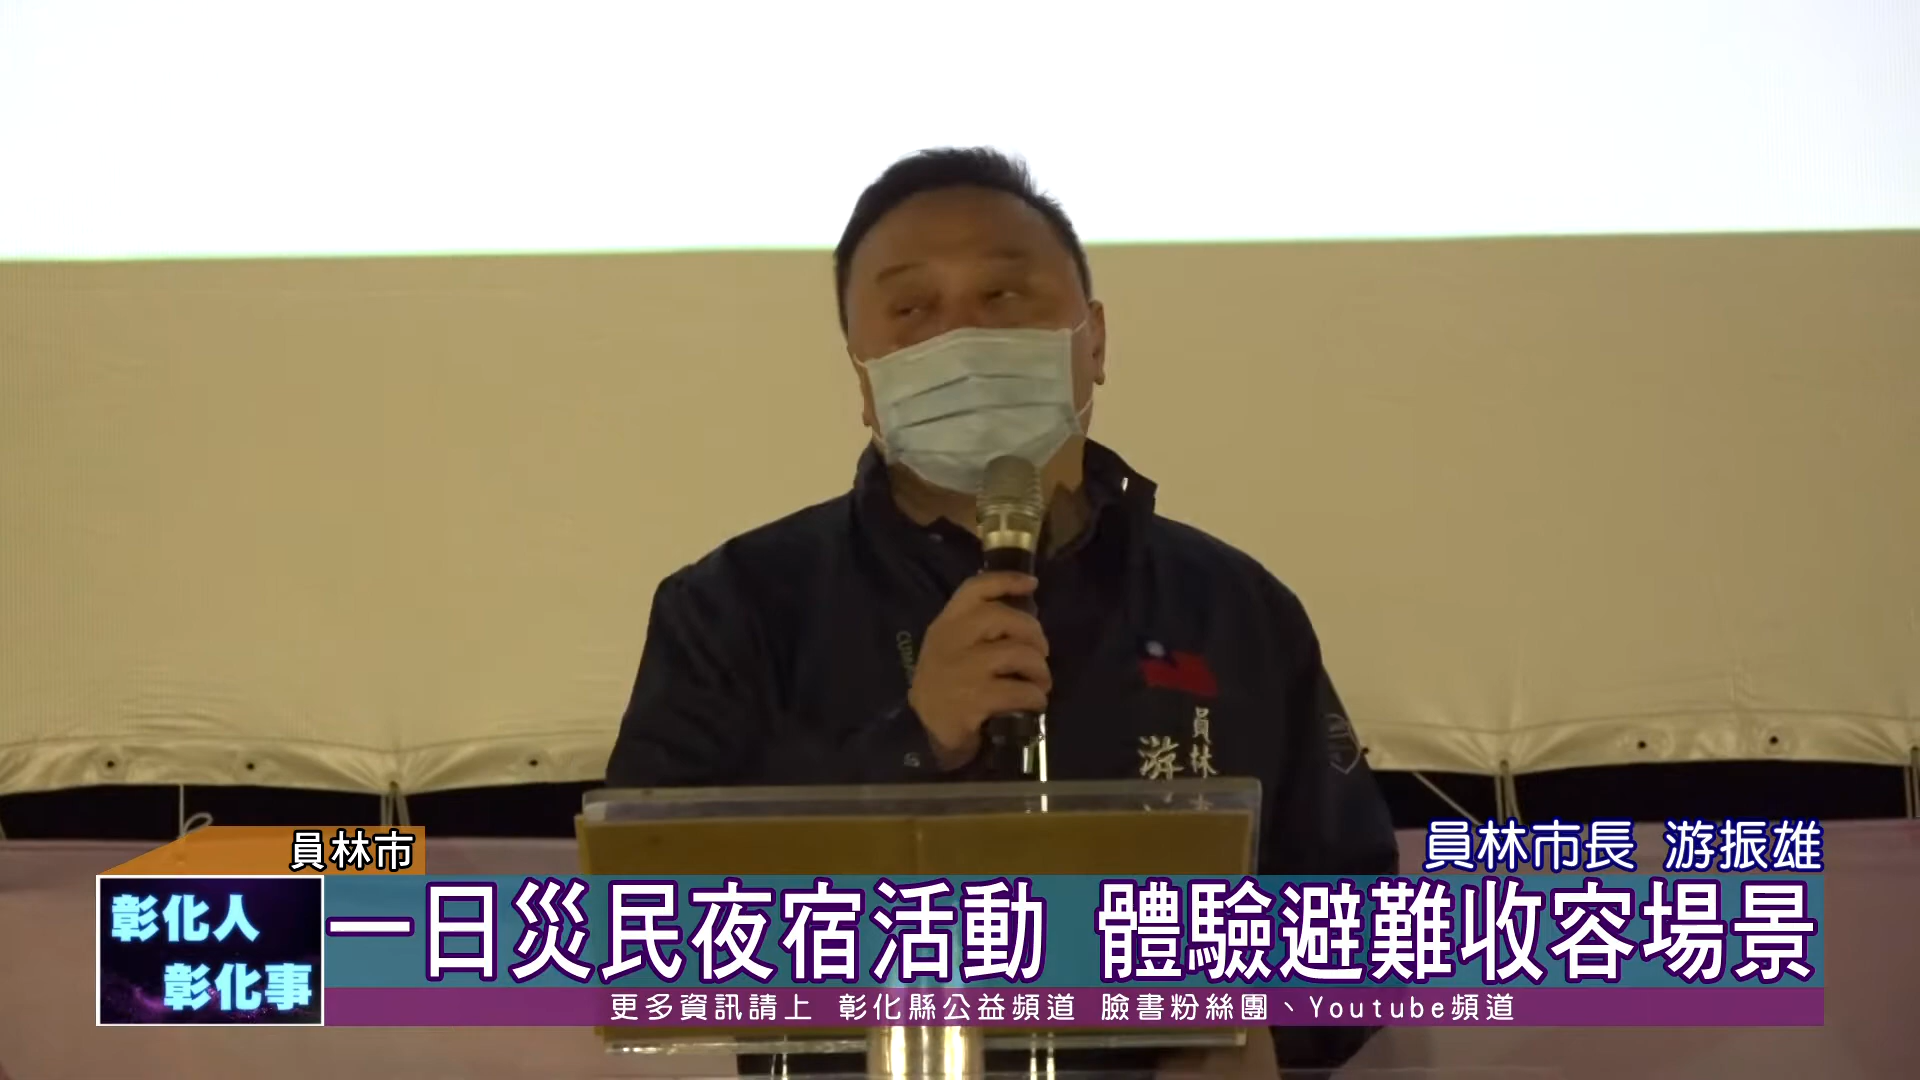 員林
游
員林市長 游振雄
員林市
彰化人
彰化事
一日災民夜宿活動 體驗避難收容場景
更多資訊請上 彰化縣公益頻道 臉書粉絲團、Youtube頻道